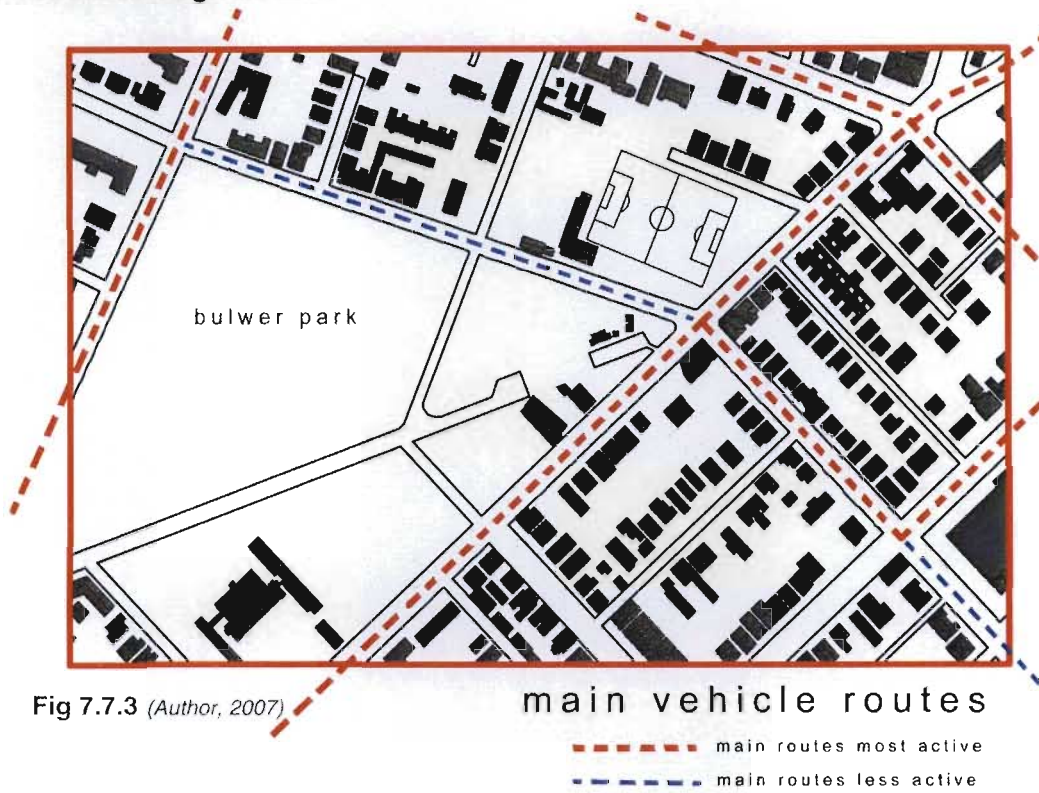 bulwer park
Fig 7.7.3 (Author, 2007)
main vehicle routes
main routes most active
main routes less active